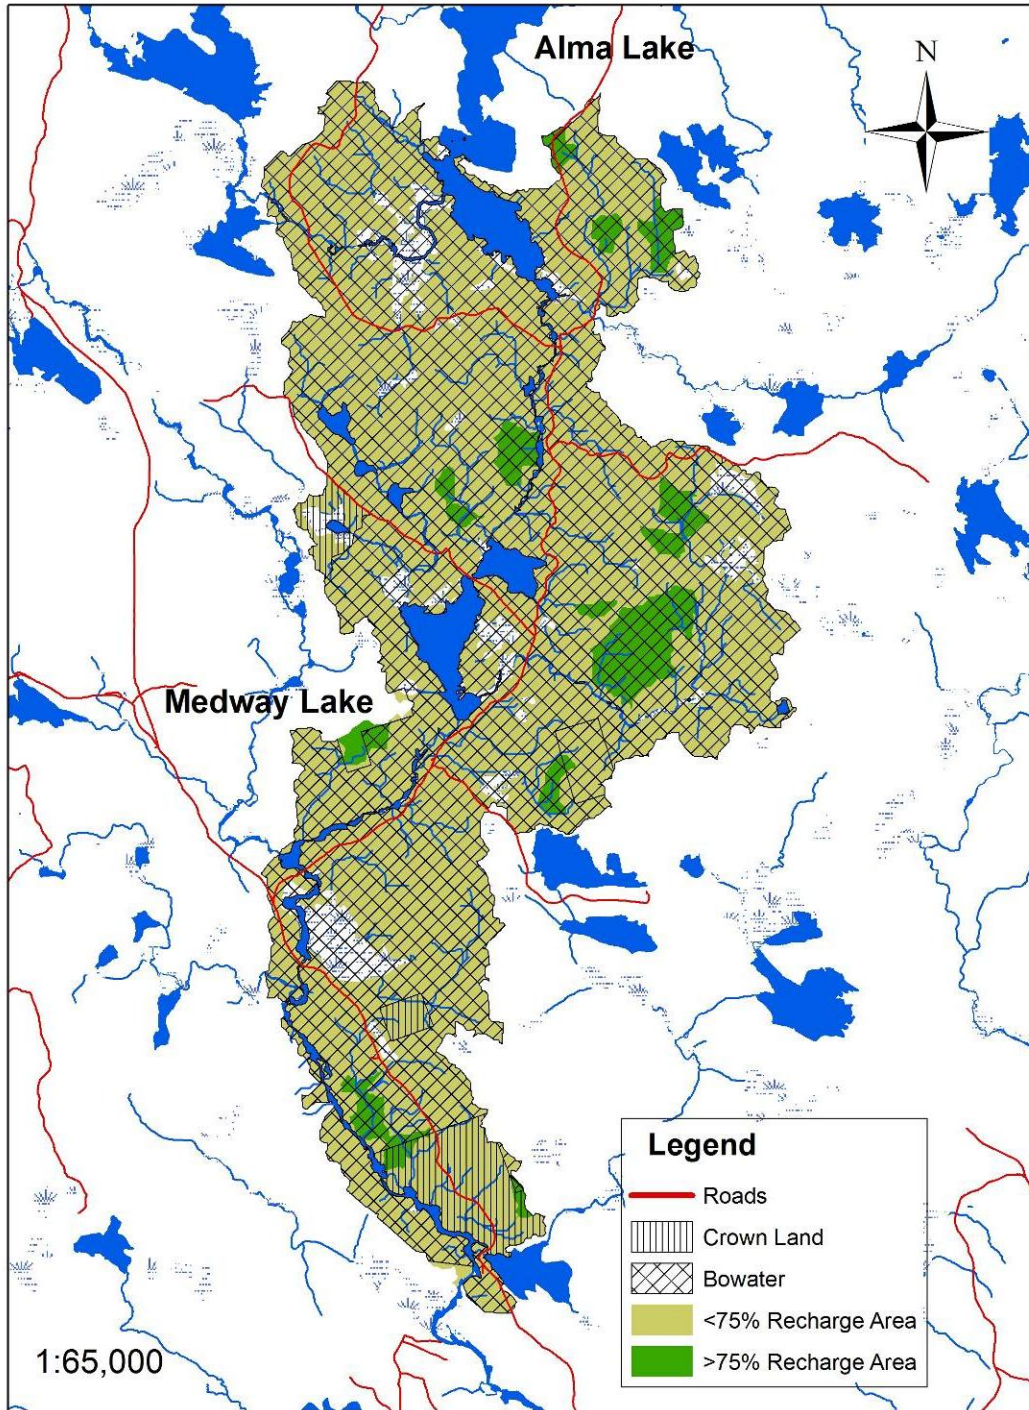 Alma Lake
N
Medway Lake
Legend
Roads
Crown Land
Bowater
<75% Recharge Area
>75% Recharge Area
1:65,000